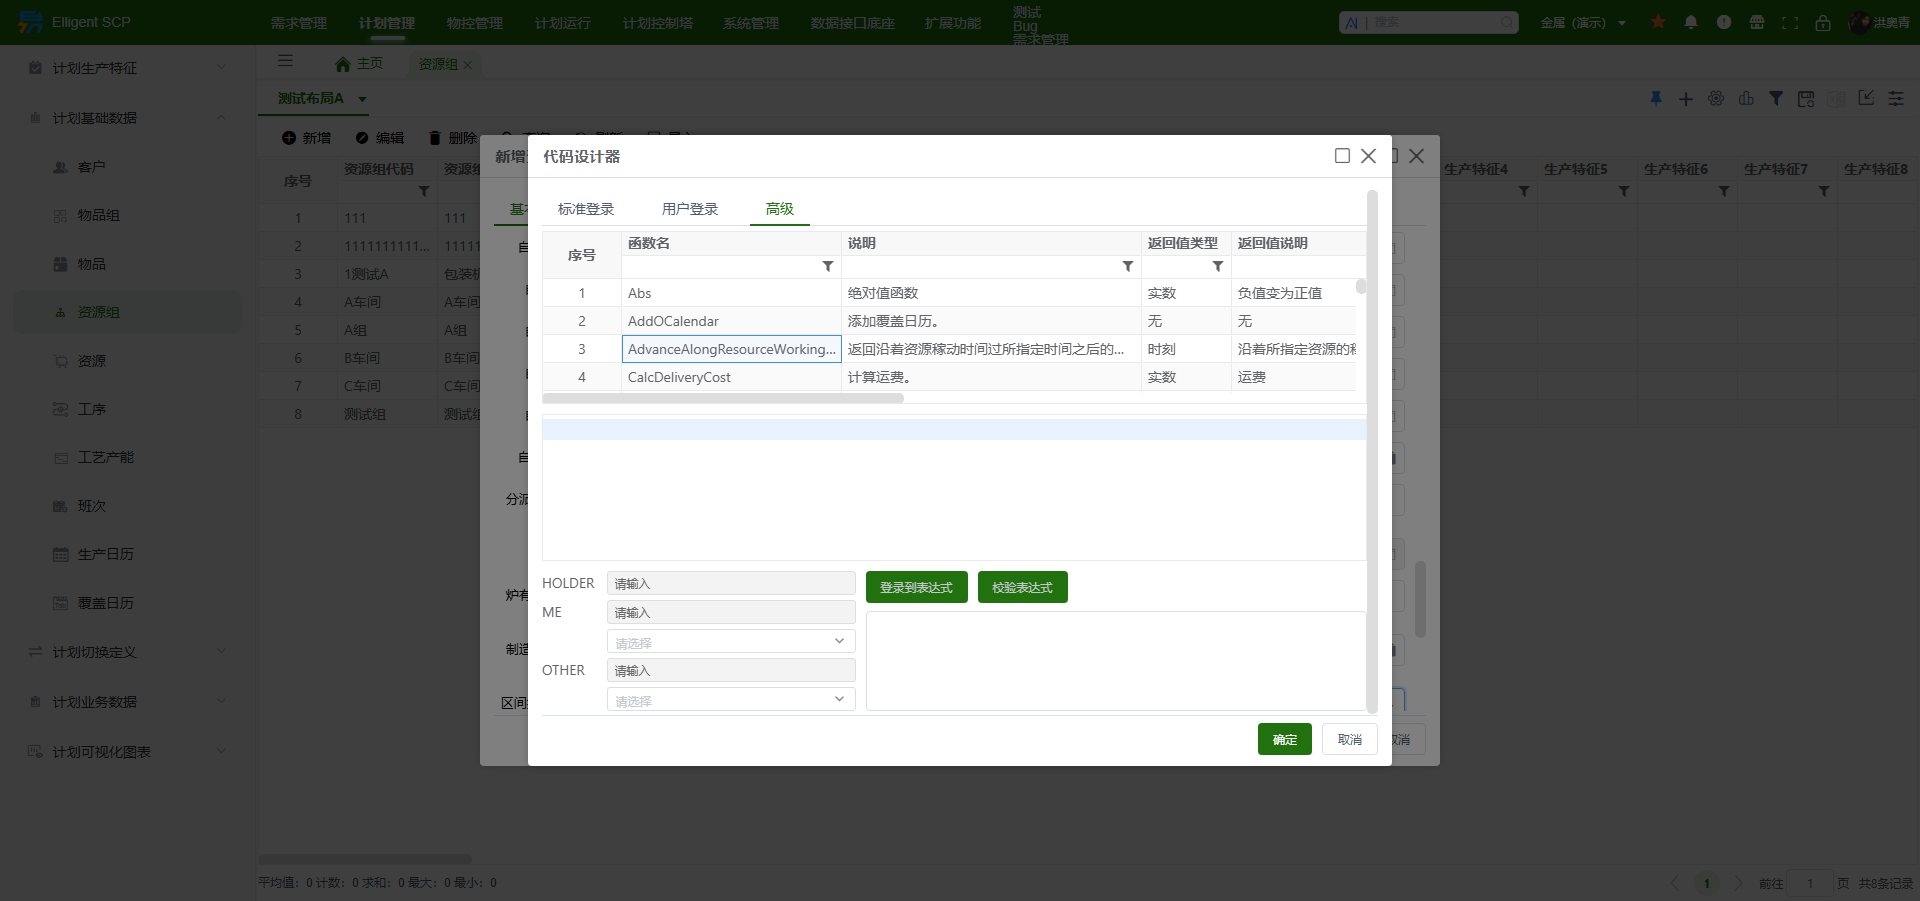 Elligent SCP
需求管理
计划管理
物控管理
计划运行
计划控制塔
系统管理
数据接口底座
扩展功能
测试
Bug
需求管理
AI | 搜索
金属（演示）
洪奥青
计划生产特征
计划基础数据
客户
物品组
物品
资源组
资源
工序
工艺产能
班次
生产日历
覆盖日历
计划切换定义
计划业务数据
计划可视化图表
主页
资源组
测试布局A
新增
编辑
删除
序号
资源组代码
生产特征4
生产特征5
生产特征6
生产特征7
生产特征8
1 111 111
2 1111111111... 11111
3 1测试A
4 A车间 A车间
5 A组 A组
6 B车间 B车间
7 C车间 C车间
8 测试组
新增
代码设计器
标准登录
用户登录
高级
序号 函数名 说明 返回值类型 返回值说明
1 Abs 绝对值函数 实数 负值变为正值
2 AddOCalendar 添加覆盖日历。 无 无
3 AdvanceAlongResourceWorking... 返回沿着资源稼动时间过所指定时间之后的... 时刻 沿着所指定资源的
4 CalcDeliveryCost 计算运费。 实数 运费
分派
炉有
制造
区间
HOLDER 请输入
登录到表达式
校验表达式
ME 请输入
请选择
OTHER 请输入
请选择
确定
取消
取消
平均值：0 计数：0 求和：0 最大：0 最小：0
1
前往 1 页 共8条记录